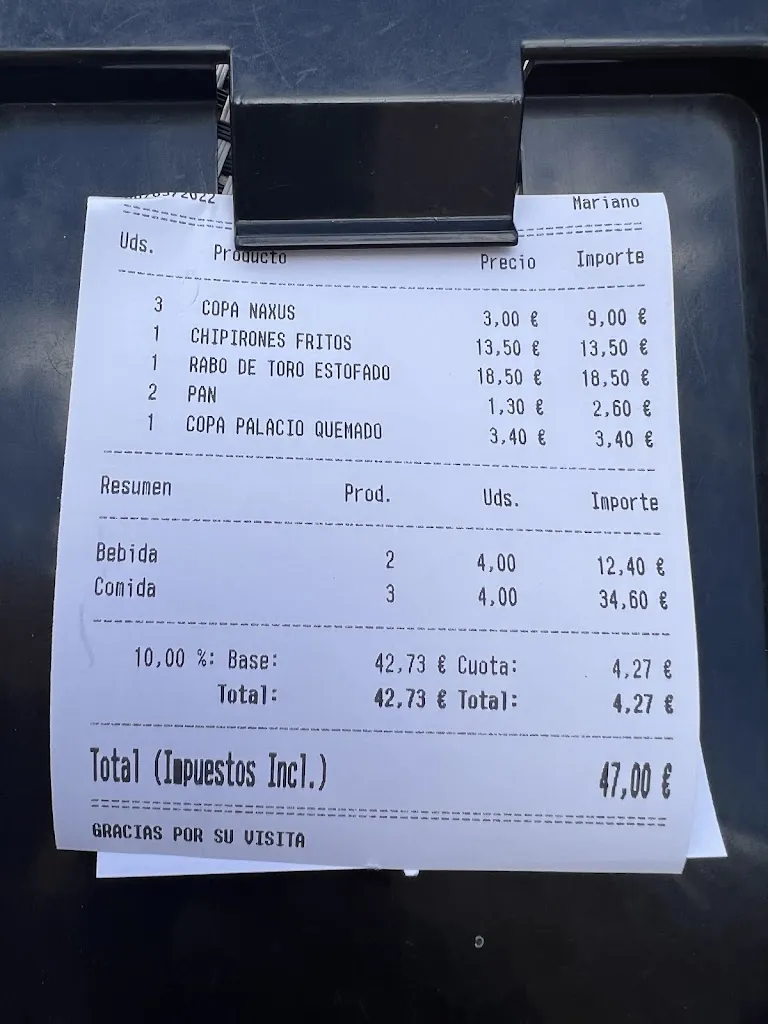 Mariano
Uds. Producto Precio Importe
3 COPA NAXUS 3,00 € 9,00 €
1 CHIPIRONES FRITOS 13,50 € 13,50 €
1 RABO DE TORO ESTOFADO 18,50 € 18,50 €
2 PAN 1,30 € 2,60 €
1 COPA PALACIO QUEMADO 3,40 € 3,40 €
Resumen Prod. Uds. Importe
Bebida 2 4,00 12,40 €
Comida 3 4,00 34,60 €
10,00 %: Base: 42,73 € Cuota: 4,27 €
Total: 42,73 € Total: 4,27 €
Total (Impuestos Incl.) 47,00 €
GRACIAS POR SU VISITA